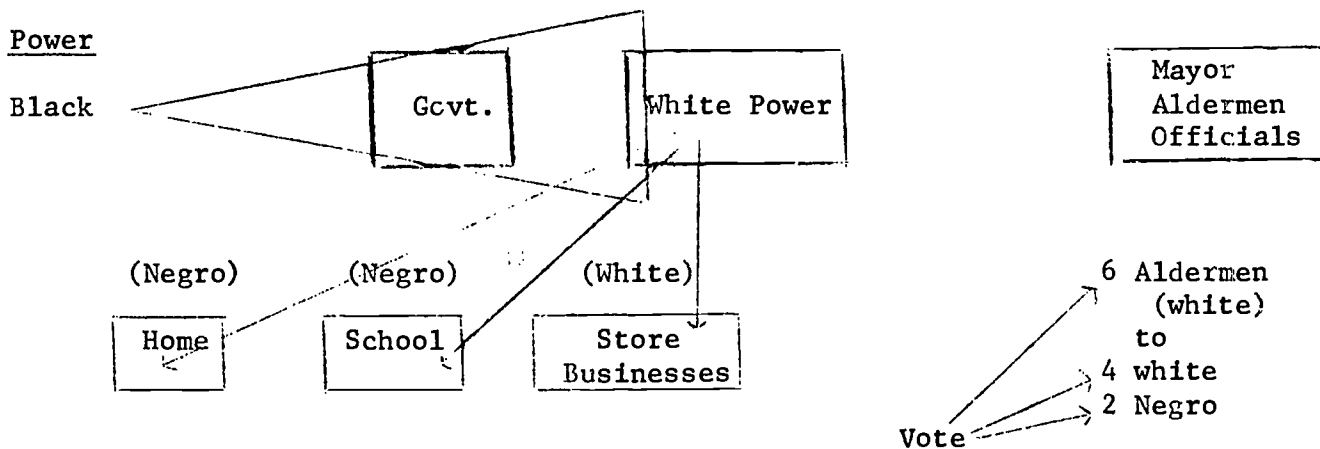 Power
Black
Govt.
White Power
Mayor
Aldermen
Officials
(Negro)
(Negro)
(White)
Home
School
Store
Businesses
6 Aldermen
(white)
to
4 white
2 Negro
Vote